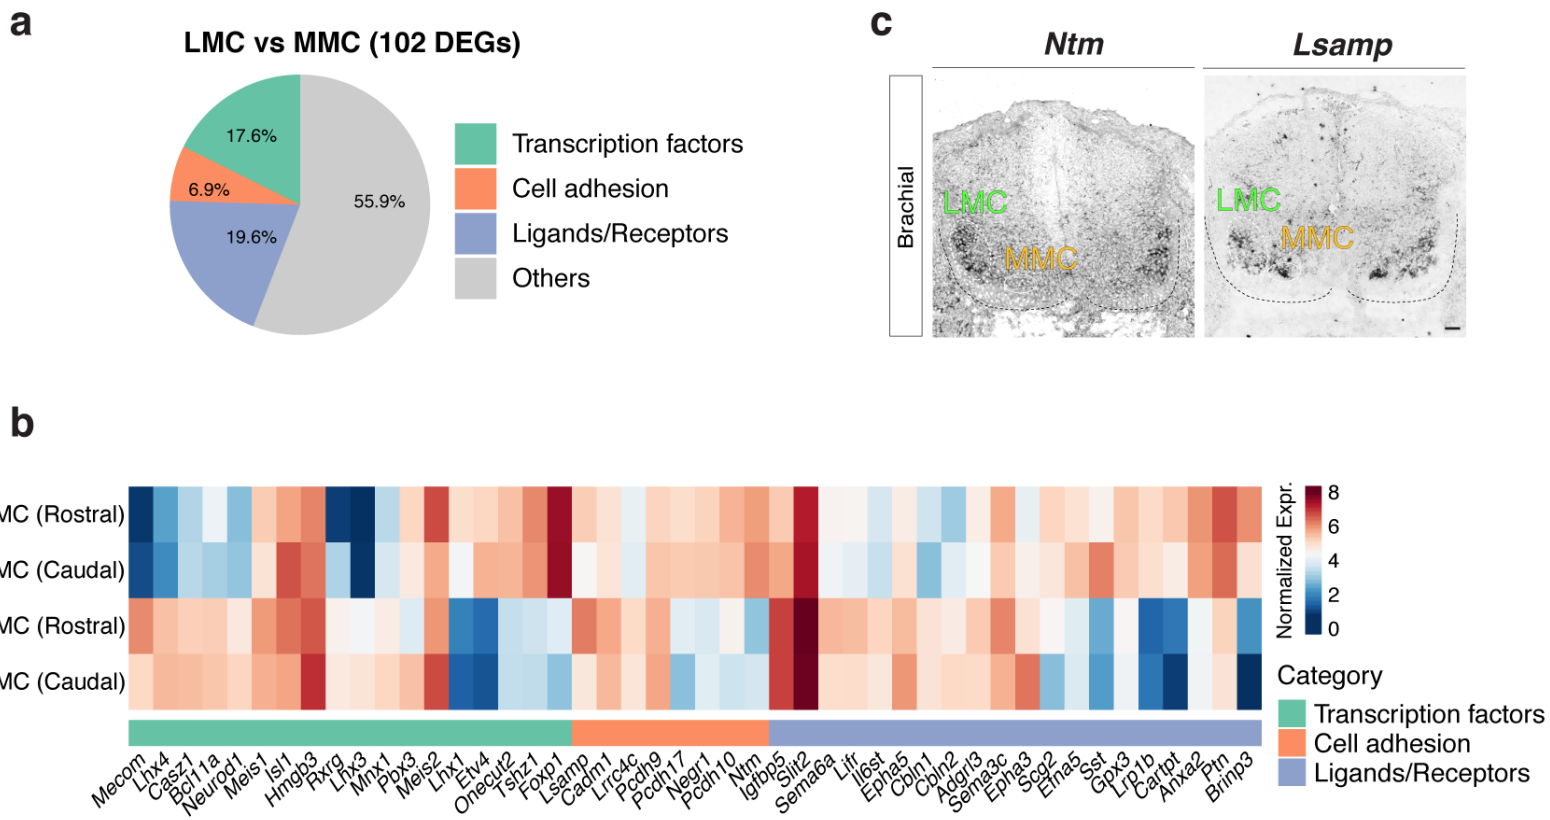 a
LMC vs MMC (102 DEGs)
17.6%
6.9%
19.6%
55.9%
Transcription factors
Cell adhesion
Ligands/Receptors
Others
c
Ntm
Lsamp
Brachial
LMC
MMC
LMC
MMC
b
MC (Rostral)
MC (Caudal)
MC (Rostral)
MC (Caudal)
Mecom
Lhx4
Casz1
Bcl11a
Neurod1
Meis1
Isl1
Hmgb3
Rxrg
Lhx3
Mnx1
Pbx3
Meis2
Lhx1
Etv4
Onecut2
Tshz1
Foxp1
Lsamp
Cadm1
Lrrc4c
Pcdh9
Pcdh17
Negr1
Pcdh10
Ntm
Igfbp5
Slit2
Sema6a
Lifr
Il6st
Epha5
Cbln1
Cbln2
Adgrl3
Sema3c
Epha3
Scg2
Efna5
Sst
Gpx3
Lrp1b
Cartpt
Anxa2
Ptn
Brinp3
Normalized Expr.
8
6
4
2
0
Category
Transcription factors
Cell adhesion
Ligands/Receptors